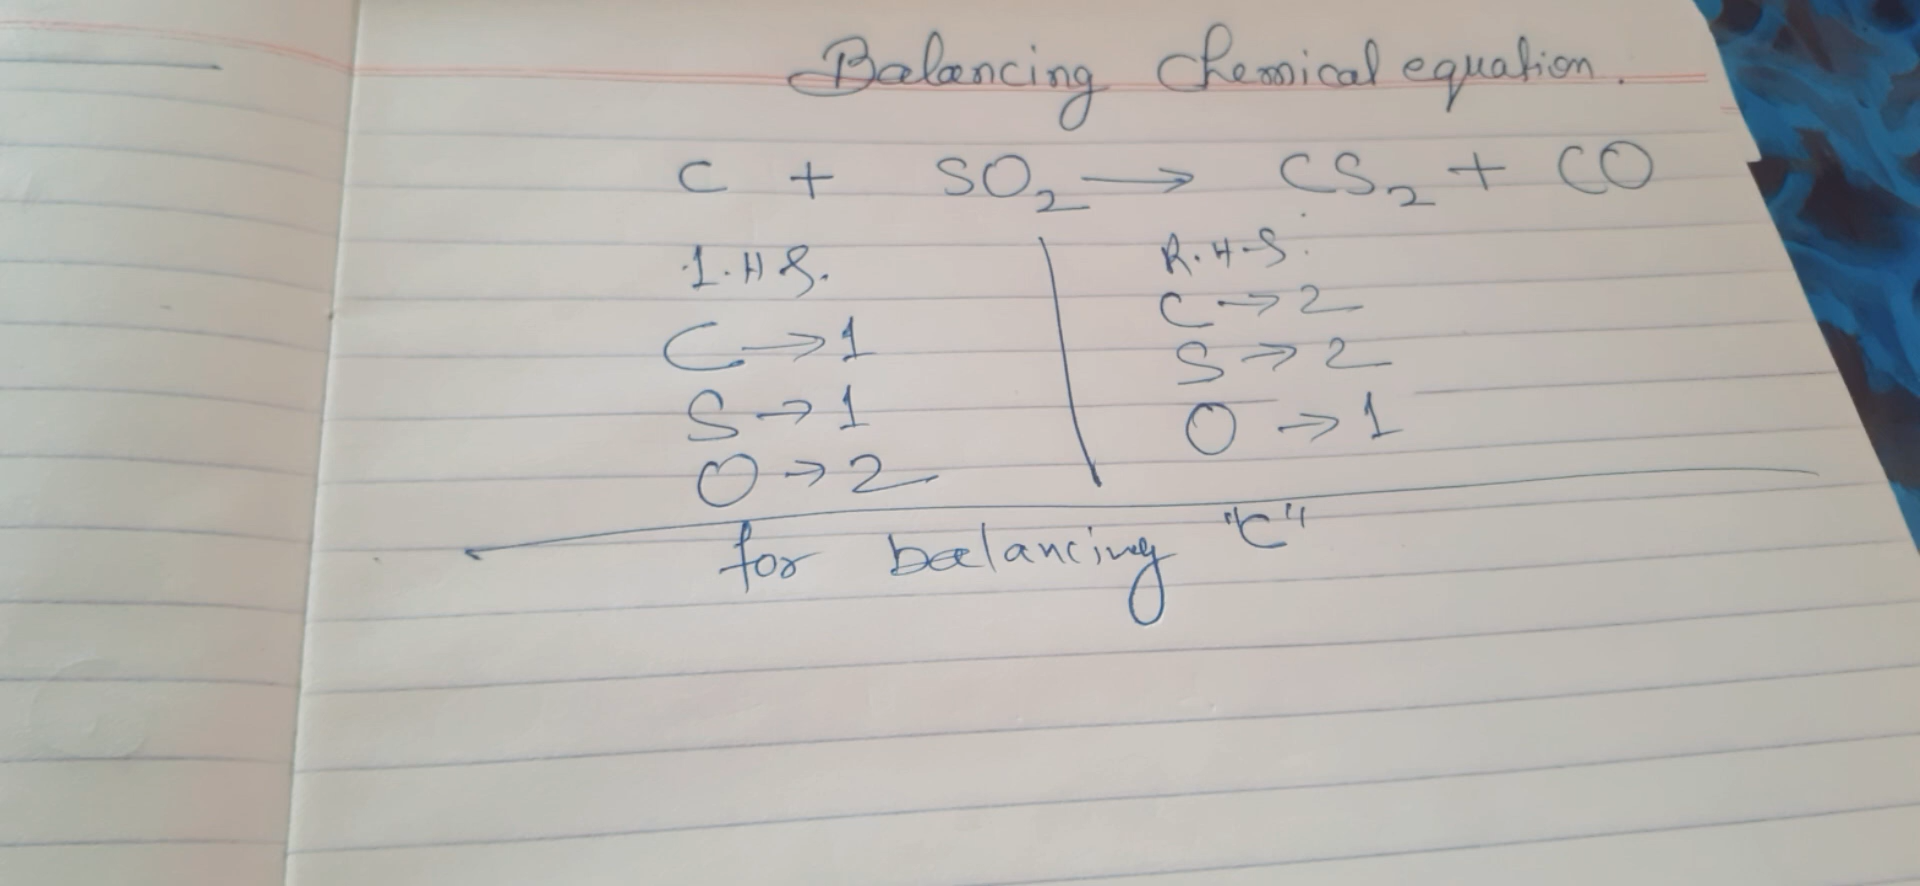 Balancing Chemical equation.
C + SO₂ → CS₂ + CO
L.H.S.
C → 1
S → 1
O → 2
R.H.S.
C → 2
S → 2
O → 1
for balancing "C"